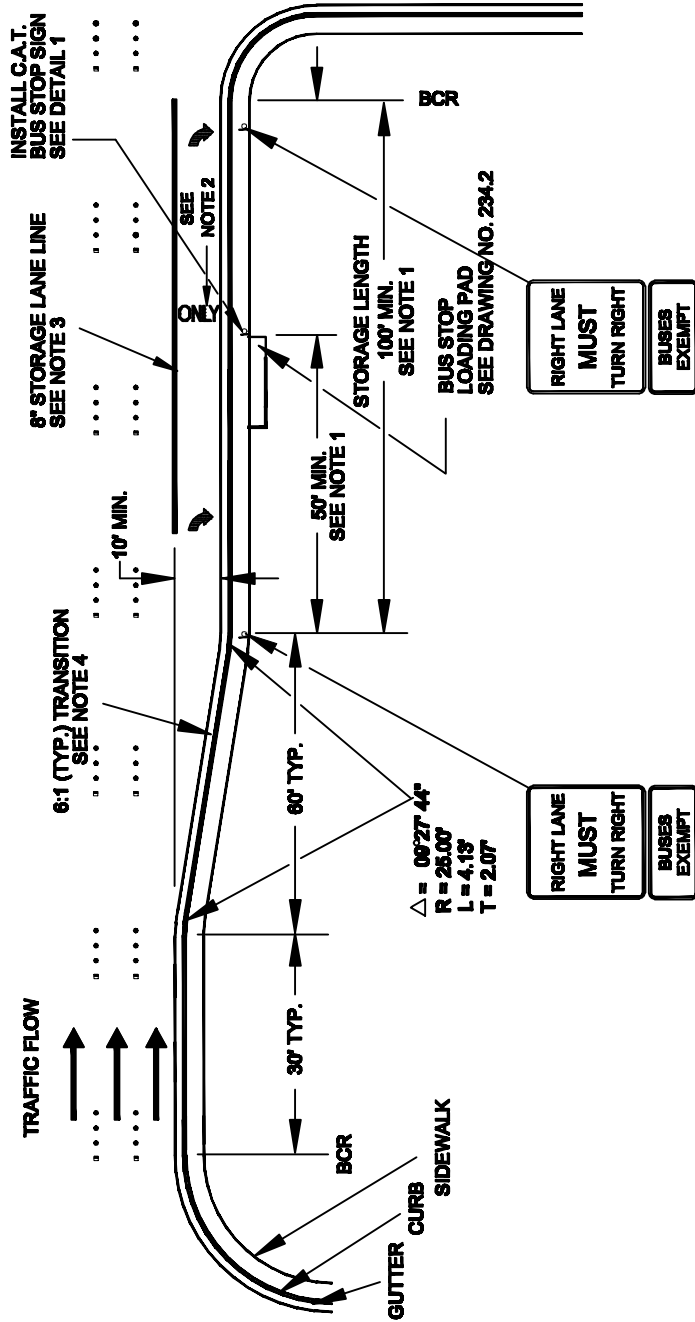 TRAFFIC FLOW
6:1 (TYP.) TRANSITION
SEE NOTE 4
10' MIN.
8" STORAGE LANE LINE
SEE NOTE 3
INSTALL C.A.T.
BUS STOP SIGN
SEE DETAIL 1
ONLY
SEE
NOTE 2
BCR
30' TYP.
60' TYP.
50' MIN.
SEE NOTE 1
STORAGE LENGTH
100' MIN.
SEE NOTE 1
BCR
GUTTER
CURB
SIDEWALK
△ = 09°27' 44"
R = 25.00'
L = 4.13'
T = 2.07'
BUS STOP
LOADING PAD
SEE DRAWING NO. 234.2
RIGHT LANE
MUST
TURN RIGHT
BUSES
EXEMPT
RIGHT LANE
MUST
TURN RIGHT
BUSES
EXEMPT